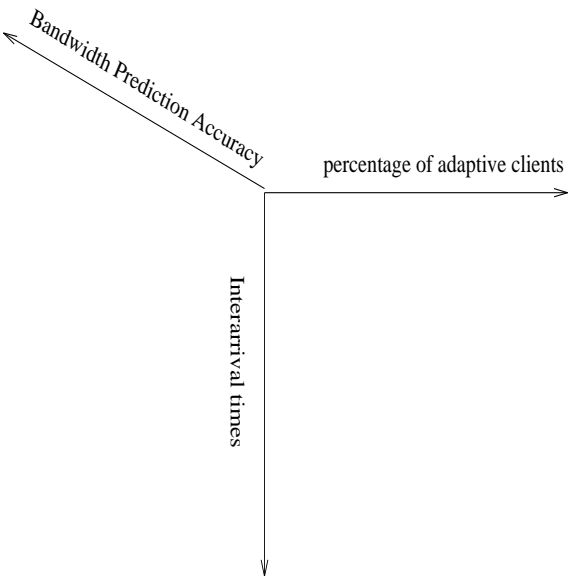 Bandwidth Prediction Accuracy
percentage of adaptive clients
Interarrival times